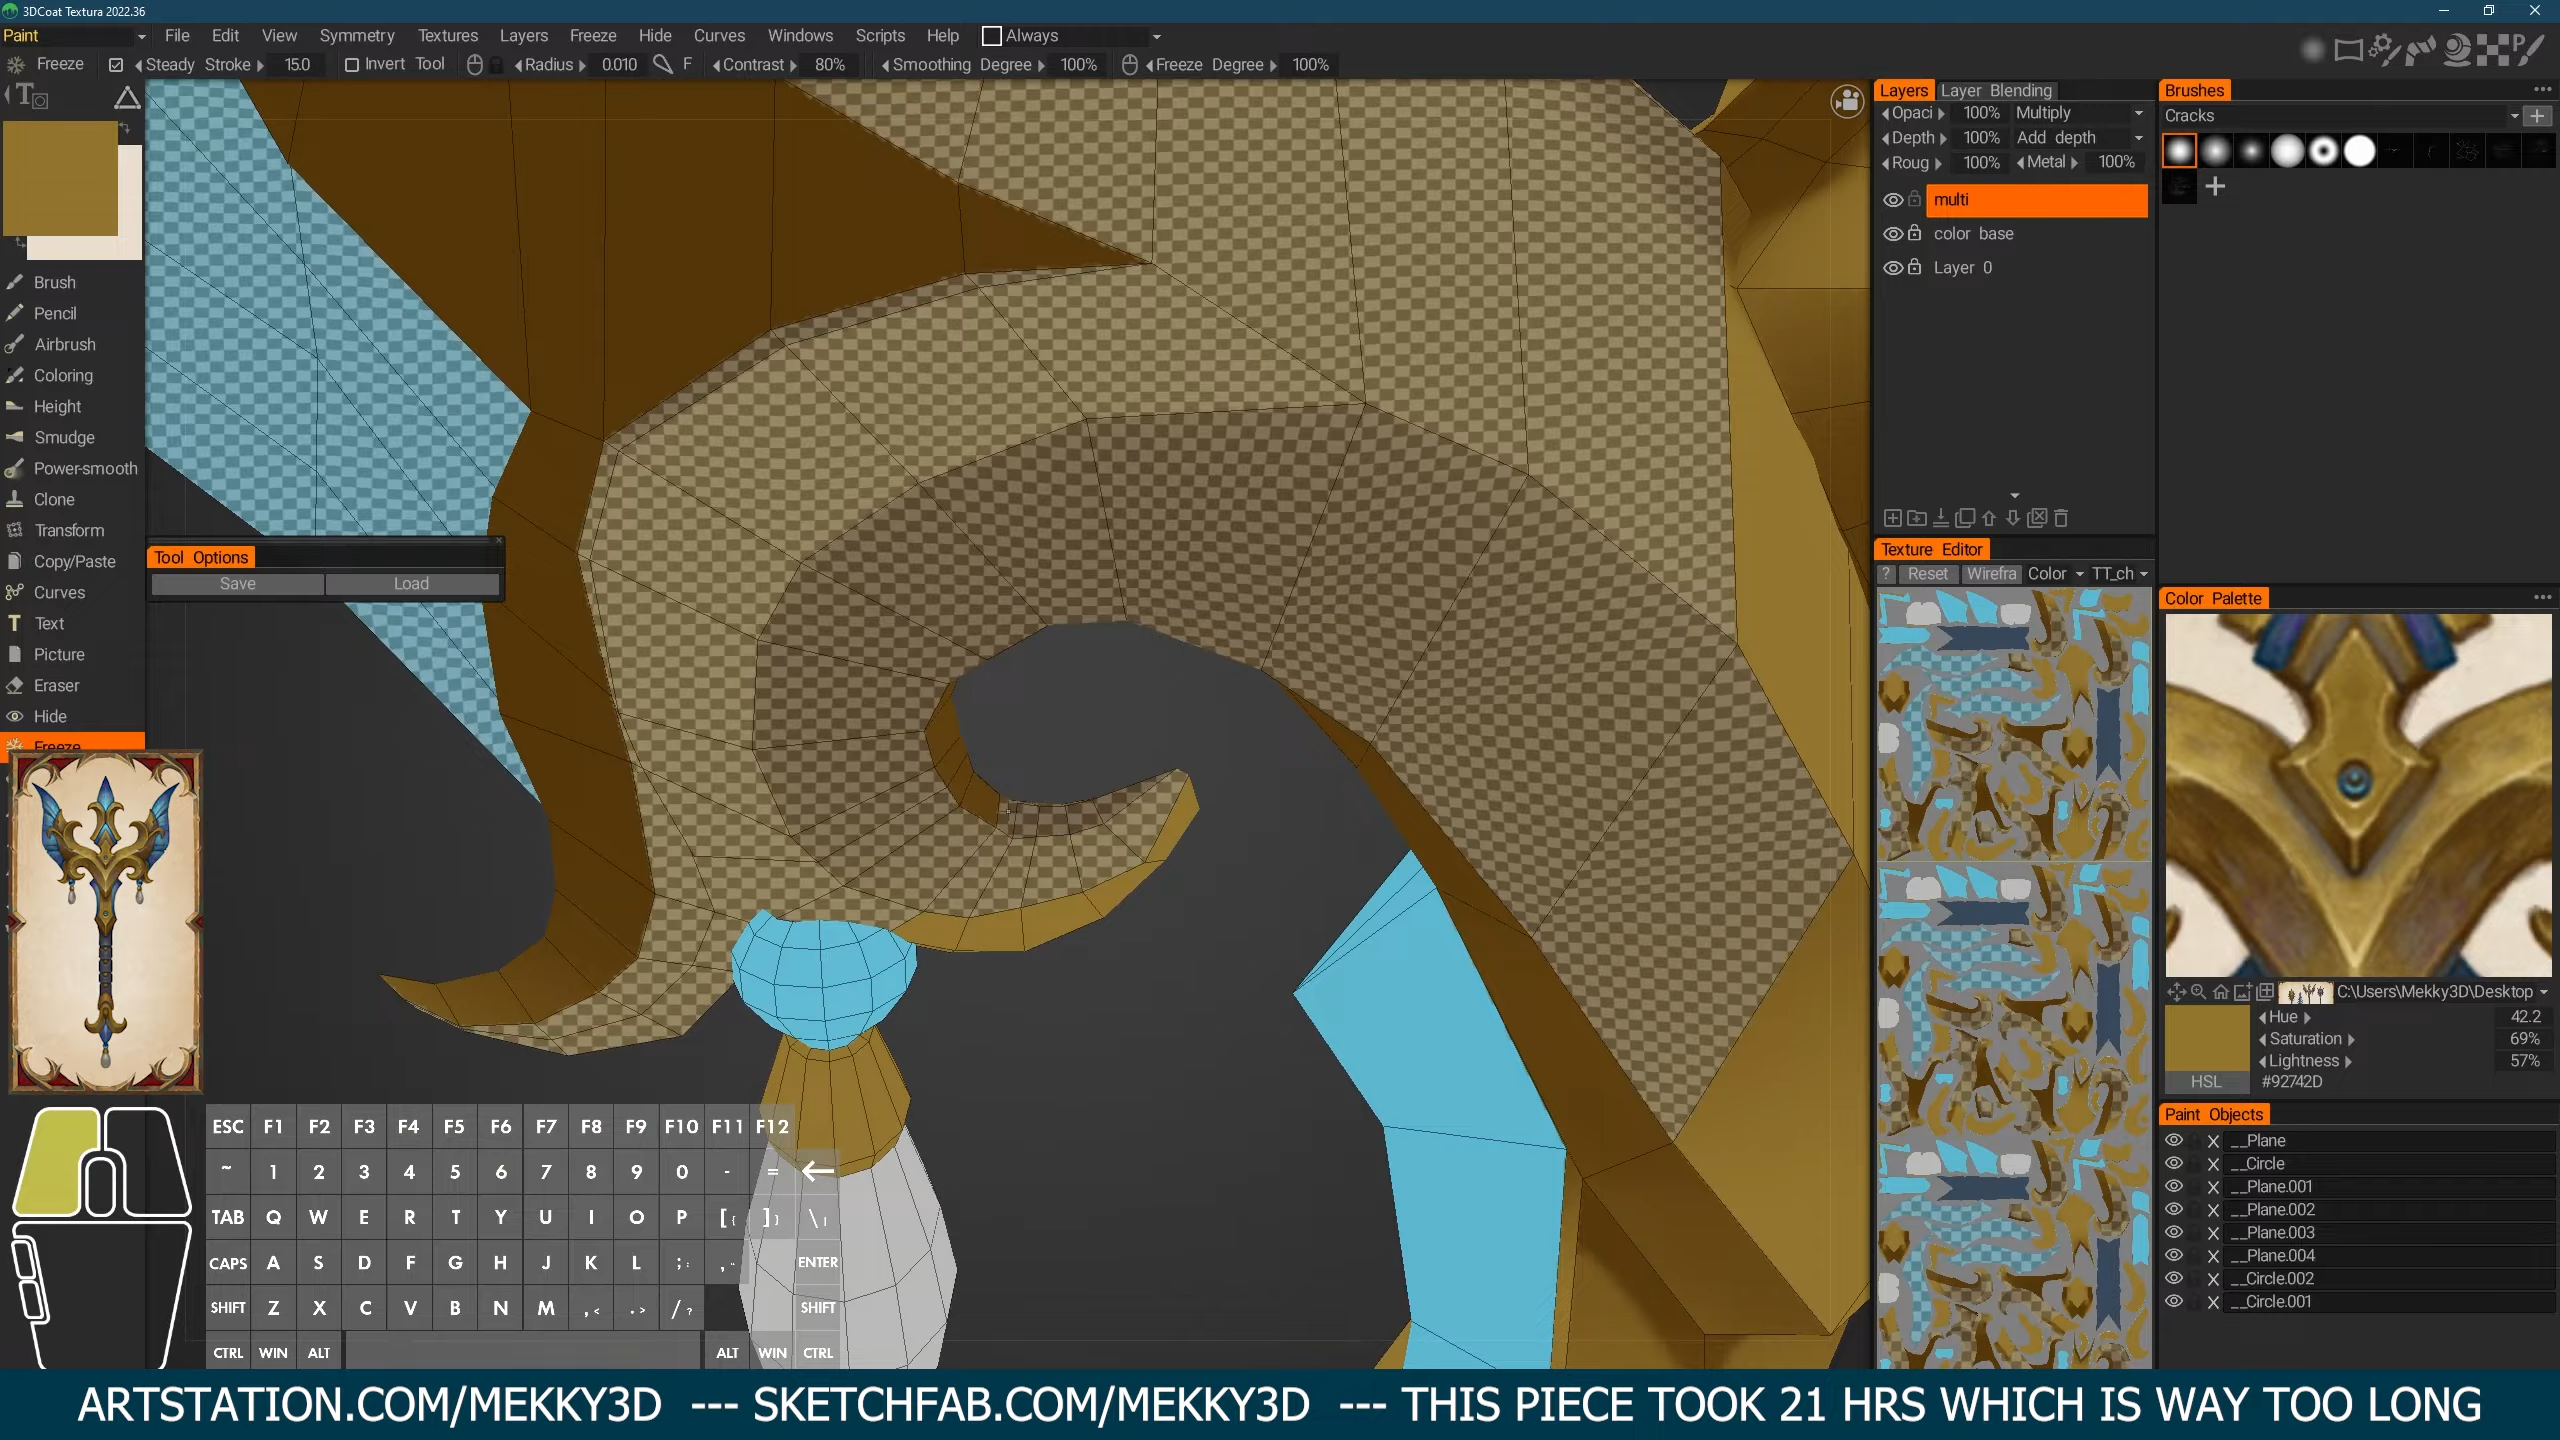 3DCoat Textura 2022.36
Paint File Edit View Symmetry Textures Layers Freeze Hide Curves Windows Scripts Help Always
Freeze Steady Stroke 15.0 Invert Tool Radius 0.010 F Contrast 80% Smoothing Degree 100% Freeze Degree 100%
Brush
Pencil
Airbrush
Coloring
Height
Smudge
Power-smooth
Clone
Transform
Copy/Paste
Curves
Text
Picture
Eraser
Hide
Freeze
Tool Options
Save Load
Layers Layer Blending
Opaci 100% Multiply
Depth 100% Add depth
Roug 100% Metal 100%
multi
color base
Layer 0
Texture Editor
? Reset Wirefra Color TT_ch
Brushes
Cracks
Color Palette
C:\Users\Mekky3D\Desktop
Hue 42.2
Saturation 69%
Lightness 57%
HSL #92742D
Paint Objects
X __Plane
X __Circle
X __Plane.001
X __Plane.002
X __Plane.003
X __Plane.004
X __Circle.002
X __Circle.001
ESC F1 F2 F3 F4 F5 F6 F7 F8 F9 F10 F11 F12
~ 1 2 3 4 5 6 7 8 9 0 - =
TAB Q W E R T Y U I O P [{ ]} \|
CAPS A S D F G H J K L ;: ENTER
SHIFT Z X C V B N M ,< .> /? SHIFT
CTRL WIN ALT ALT WIN CTRL
ARTSTATION.COM/MEKKY3D --- SKETCHFAB.COM/MEKKY3D --- THIS PIECE TOOK 21 HRS WHICH IS WAY TOO LONG